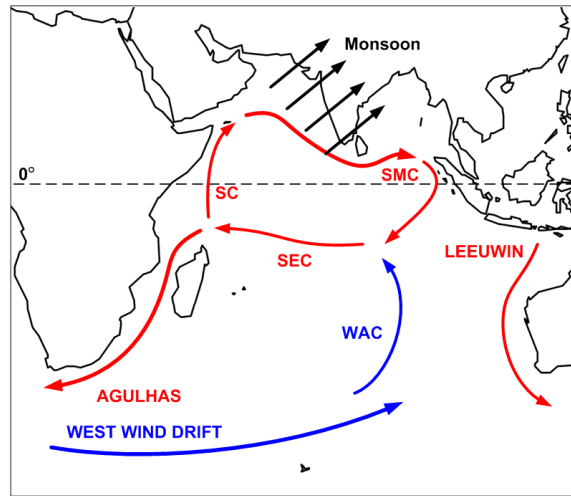 Monsoon
0°
SMC
SC
SEC
LEEUWIN
WAC
AGULHAS
WEST WIND DRIFT